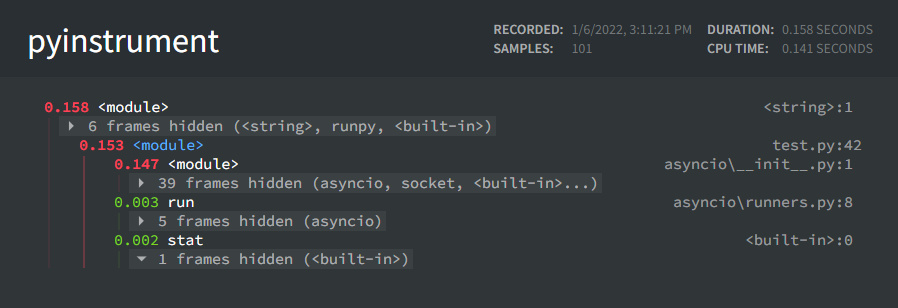 pyinstrument
RECORDED: 1/6/2022, 3:11:21 PM DURATION: 0.158 SECONDS
SAMPLES: 101 CPU TIME: 0.141 SECONDS
0.158 <module> <string>:1
6 frames hidden (<string>, runpy, <built-in>)
0.153 <module> test.py:42
0.147 <module> asyncio\__init__.py:1
39 frames hidden (asyncio, socket, <built-in>...)
0.003 run asyncio\runners.py:8
5 frames hidden (asyncio)
0.002 stat <built-in>:0
1 frames hidden (<built-in>)